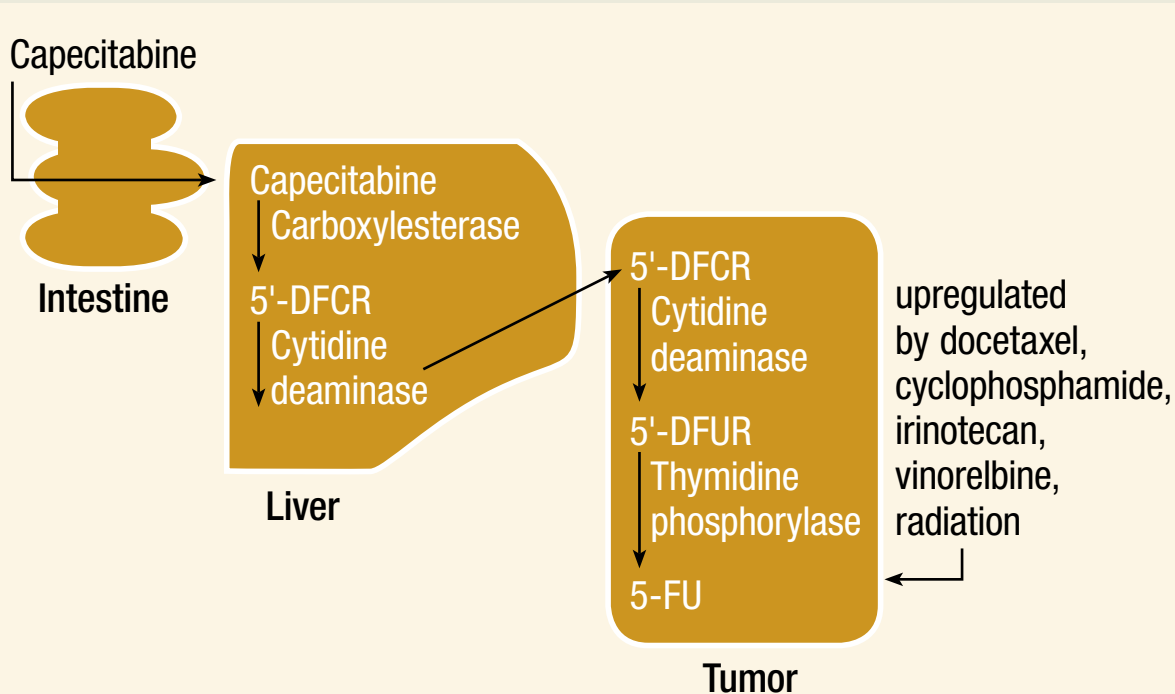 Capecitabine
Intestine
Capecitabine
Carboxylesterase
5'-DFCR
Cytidine
deaminase
Liver
5'-DFCR
Cytidine
deaminase
5'-DFUR
Thymidine
phosphorylase
5-FU
Tumor
upregulated
by docetaxel,
cyclophosphamide,
irinotecan,
vinorelbine,
radiation